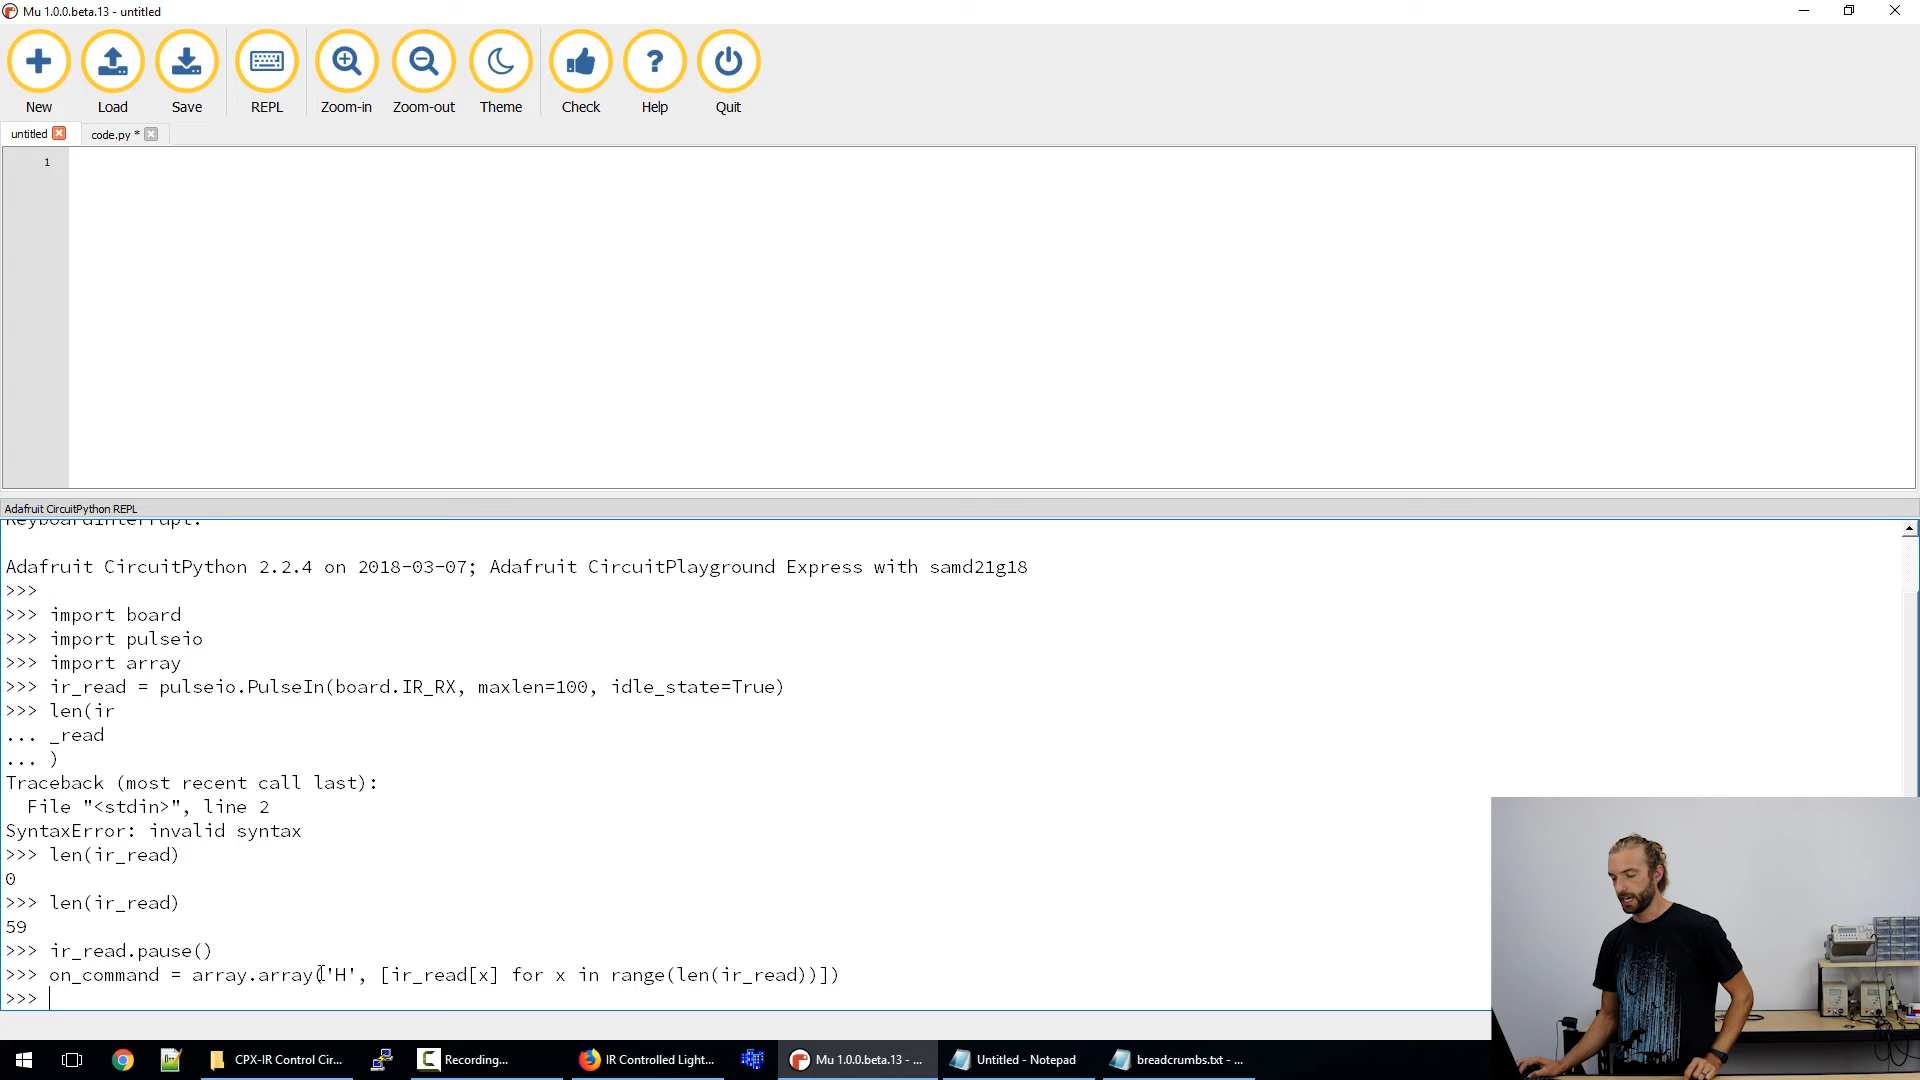 Mu 1.0.0.beta.13 - untitled
New Load Save REPL Zoom-in Zoom-out Theme Check Help Quit
untitled code.py *
1
Adafruit CircuitPython REPL
KeyboardInterrupt:
Adafruit CircuitPython 2.2.4 on 2018-03-07; Adafruit CircuitPlayground Express with samd21g18
>>>
>>> import board
>>> import pulseio
>>> import array
>>> ir_read = pulseio.PulseIn(board.IR_RX, maxlen=100, idle_state=True)
>>> len(ir
... _read
... )
Traceback (most recent call last):
File "<stdin>", line 2
SyntaxError: invalid syntax
>>> len(ir_read)
0
>>> len(ir_read)
59
>>> ir_read.pause()
>>> on_command = array.array('H', [ir_read[x] for x in range(len(ir_read))])
>>>
CPX-IR Control Cir... Recording... IR Controlled Light... Mu 1.0.0.beta.13 - ... Untitled - Notepad breadcrumbs.txt - ...